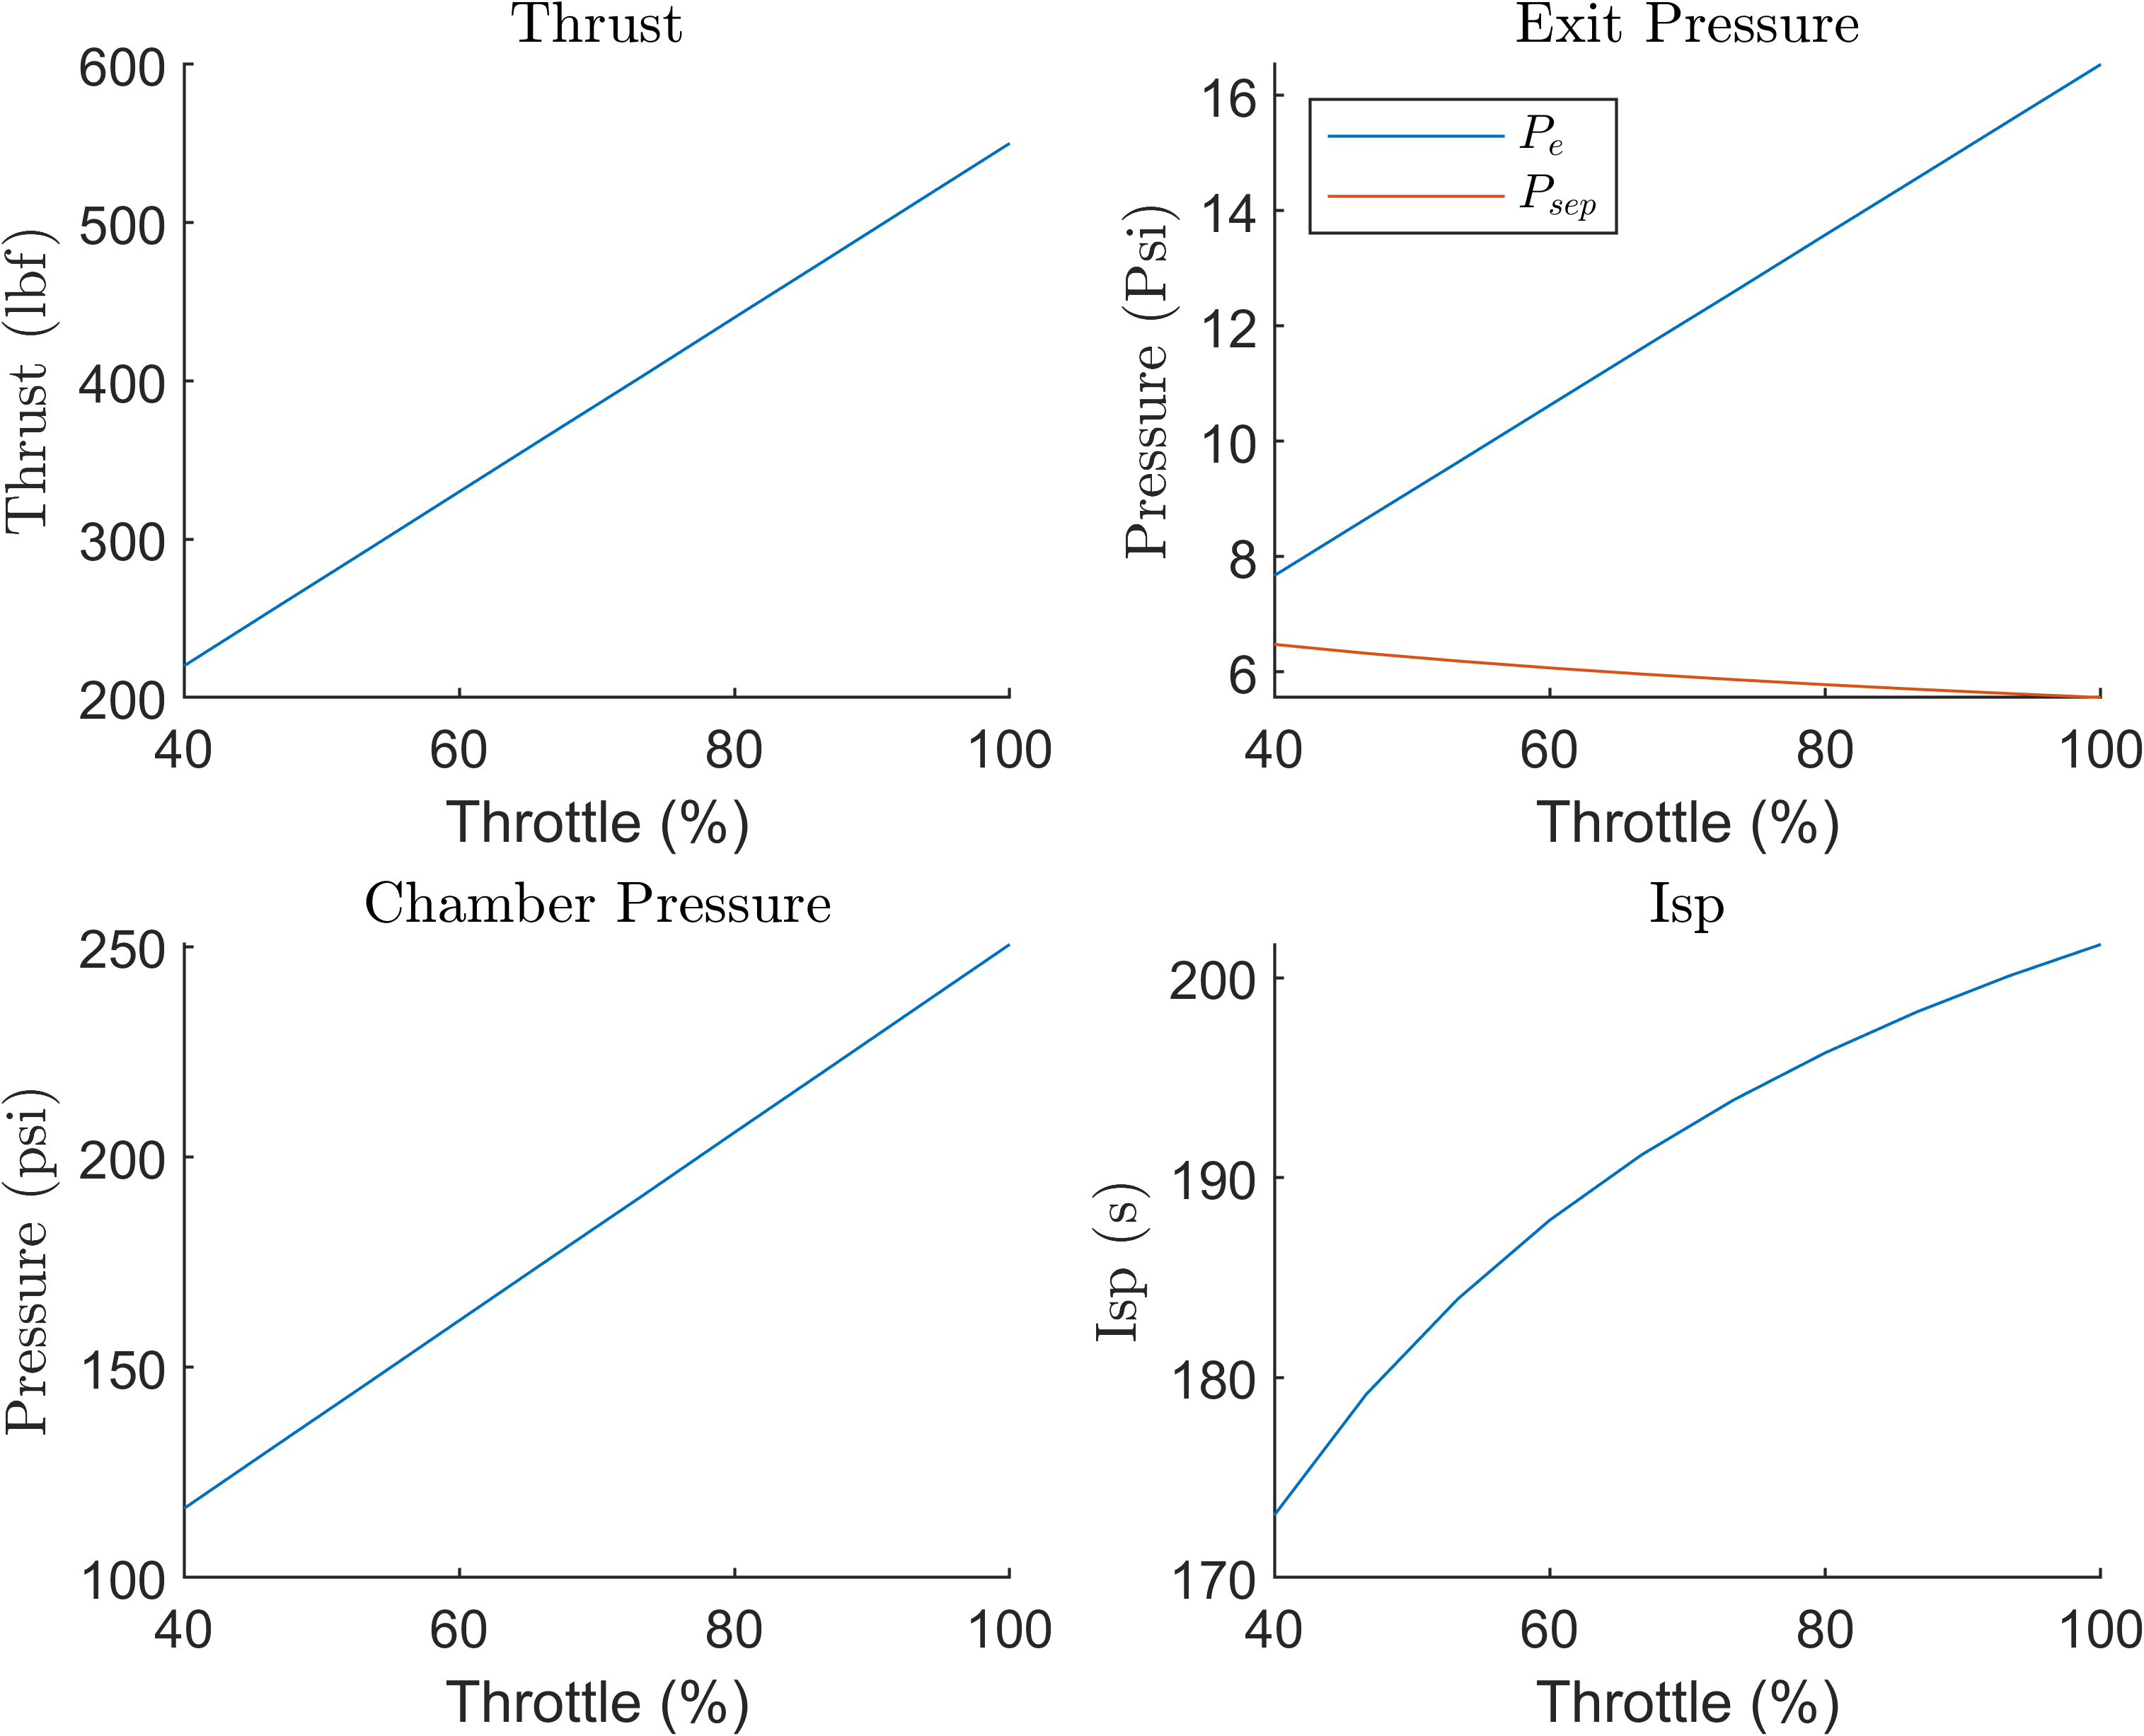 Thrust
600
500
400
300
200
Thrust (lbf)
40 60 80 100
Throttle (%)
Exit Pressure
16
14
12
10
8
6
Pressure (Psi)
P_e
P_sep
40 60 80 100
Throttle (%)
Chamber Pressure
250
200
150
100
Pressure (psi)
40 60 80 100
Throttle (%)
Isp
200
190
180
170
Isp (s)
40 60 80 100
Throttle (%)